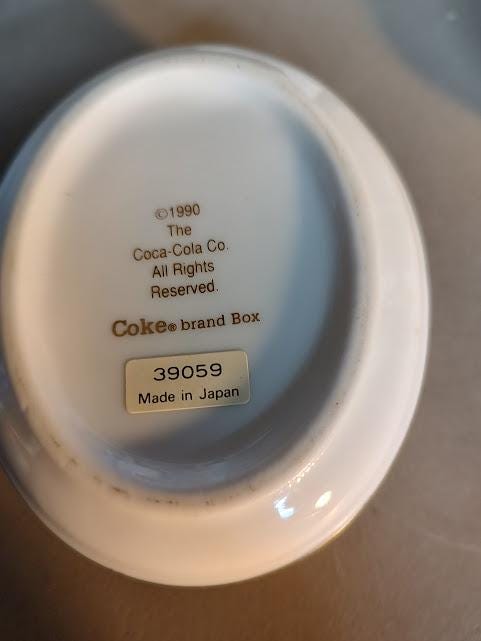 ©1990
The
Coca-Cola Co.
All Rights
Reserved.
Coke® brand Box
39059
Made in Japan